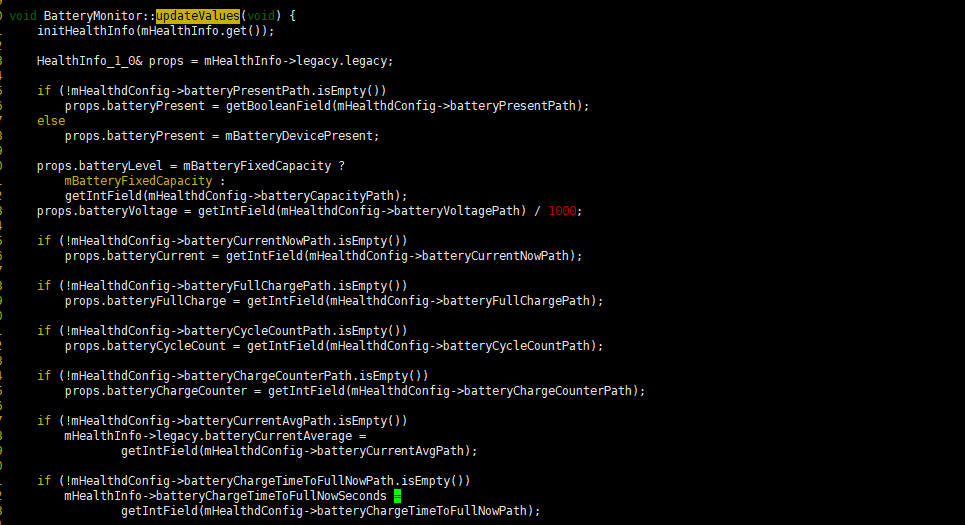 void BatteryMonitor::updateValues(void) {
    initHealthInfo(mHealthInfo.get());

    HealthInfo_1_0& props = mHealthInfo->legacy.legacy;

    if (!mHealthdConfig->batteryPresentPath.isEmpty())
        props.batteryPresent = getBooleanField(mHealthdConfig->batteryPresentPath);
    else
        props.batteryPresent = mBatteryDevicePresent;

    props.batteryLevel = mBatteryFixedCapacity ?
        mBatteryFixedCapacity :
        getIntField(mHealthdConfig->batteryCapacityPath);
    props.batteryVoltage = getIntField(mHealthdConfig->batteryVoltagePath) / 1000;

    if (!mHealthdConfig->batteryCurrentNowPath.isEmpty())
        props.batteryCurrent = getIntField(mHealthdConfig->batteryCurrentNowPath);

    if (!mHealthdConfig->batteryFullChargePath.isEmpty())
        props.batteryFullCharge = getIntField(mHealthdConfig->batteryFullChargePath);

    if (!mHealthdConfig->batteryCycleCountPath.isEmpty())
        props.batteryCycleCount = getIntField(mHealthdConfig->batteryCycleCountPath);

    if (!mHealthdConfig->batteryChargeCounterPath.isEmpty())
        props.batteryChargeCounter = getIntField(mHealthdConfig->batteryChargeCounterPath);

    if (!mHealthdConfig->batteryCurrentAvgPath.isEmpty())
        mHealthInfo->legacy.batteryCurrentAverage =
                getIntField(mHealthdConfig->batteryCurrentAvgPath);

    if (!mHealthdConfig->batteryChargeTimeToFullNowPath.isEmpty())
        mHealthInfo->batteryChargeTimeToFullNowSeconds =
                getIntField(mHealthdConfig->batteryChargeTimeToFullNowPath);